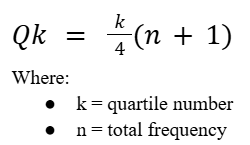 Qk = k/4 (n + 1)
Where:
● k = quartile number
● n = total frequency